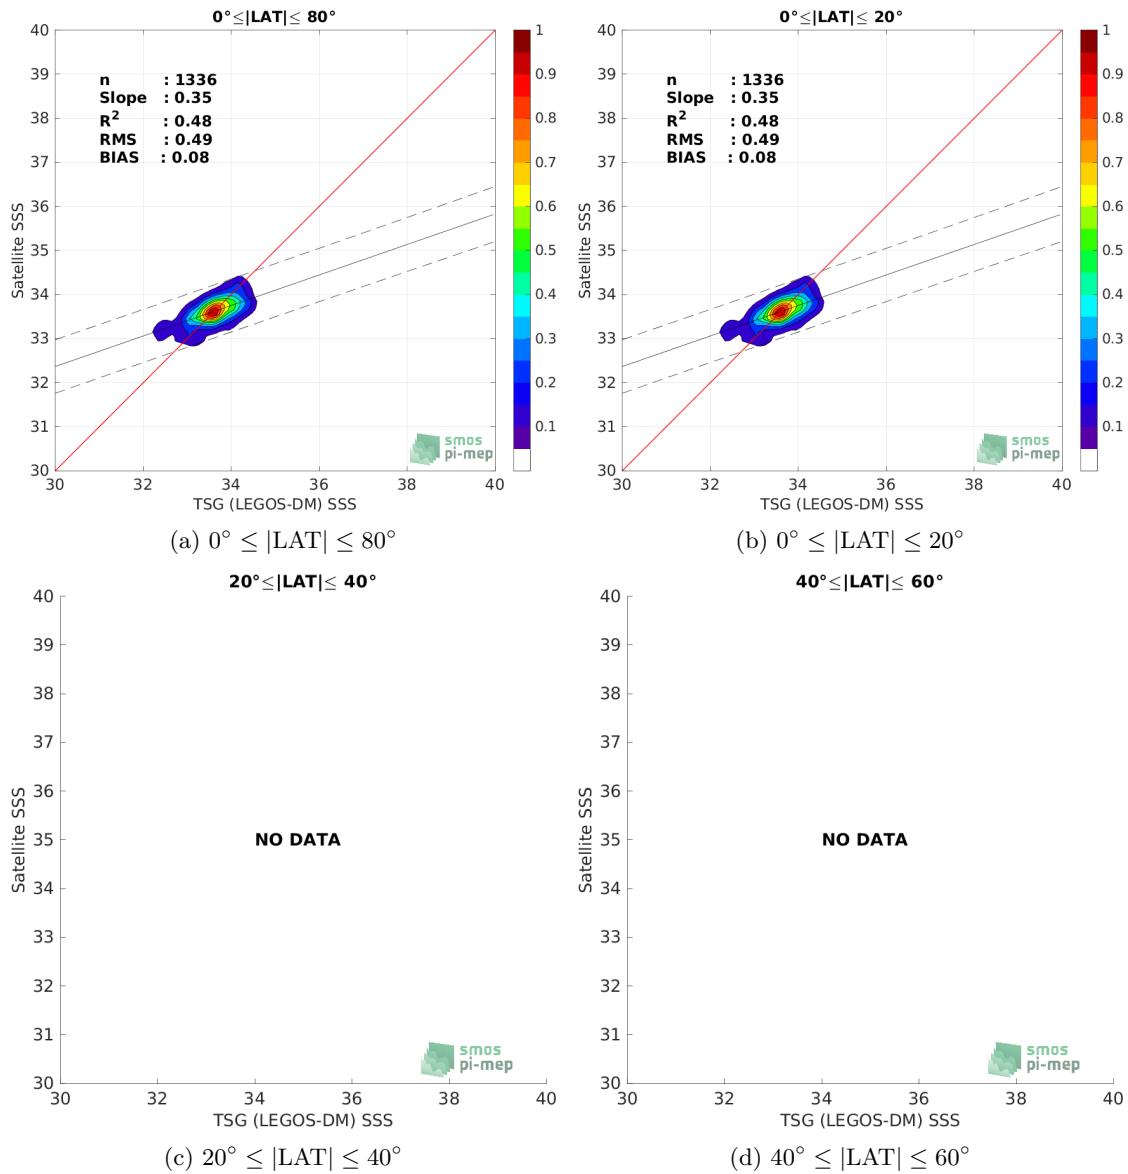 0°≤|LAT|≤ 80°
40
39
38
37
36
35
34
33
32
31
30
Satellite SSS
n : 1336
Slope : 0.35
R² : 0.48
RMS : 0.49
BIAS : 0.08
1
0.9
0.8
0.7
0.6
0.5
0.4
0.3
0.2
0.1
smos
pi-mep
30 32 34 36 38 40
TSG (LEGOS-DM) SSS
(a) 0° ≤ |LAT| ≤ 80°
0°≤|LAT|≤ 20°
40
39
38
37
36
35
34
33
32
31
30
Satellite SSS
n : 1336
Slope : 0.35
R² : 0.48
RMS : 0.49
BIAS : 0.08
1
0.9
0.8
0.7
0.6
0.5
0.4
0.3
0.2
0.1
smos
pi-mep
30 32 34 36 38 40
TSG (LEGOS-DM) SSS
(b) 0° ≤ |LAT| ≤ 20°
20°≤|LAT|≤ 40°
40
39
38
37
36
35
34
33
32
31
30
Satellite SSS
NO DATA
smos
pi-mep
30 32 34 36 38 40
TSG (LEGOS-DM) SSS
(c) 20° ≤ |LAT| ≤ 40°
40°≤|LAT|≤ 60°
40
39
38
37
36
35
34
33
32
31
30
Satellite SSS
NO DATA
smos
pi-mep
30 32 34 36 38 40
TSG (LEGOS-DM) SSS
(d) 40° ≤ |LAT| ≤ 60°